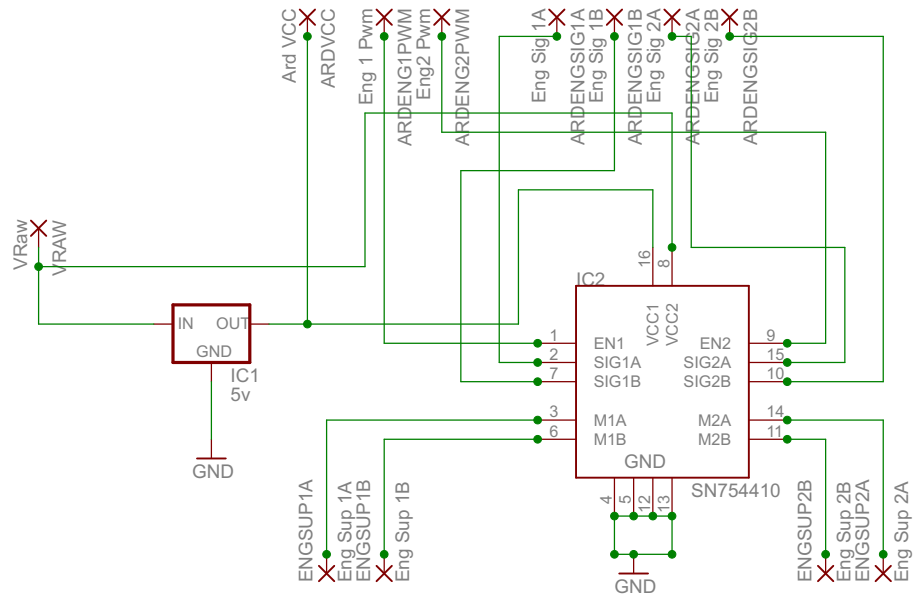 Ard VCC
ARDVCC
Eng 1 Pwm
ARDENG1PWM
Eng2 Pwm
ARDENG2PWM
Eng Sig 1A
ARDENGSIG1A
Eng Sig 1B
ARDENGSIG1B
Eng Sig 2A
ARDENGSIG2A
Eng Sig 2B
ARDENGSIG2B
VRaw
VRAW
IN
OUT
GND
IC1
5v
GND
IC2
16
8
VCC1
VCC2
1
EN1
2
SIG1A
7
SIG1B
3
M1A
6
M1B
EN2
9
SIG2A
15
SIG2B
10
M2A
14
M2B
11
GND
SN754410
4
5
12
13
GND
ENGSUP1A
Eng Sup 1A
ENGSUP1B
Eng Sup 1B
ENGSUP2B
Eng Sup 2B
ENGSUP2A
Eng Sup 2A